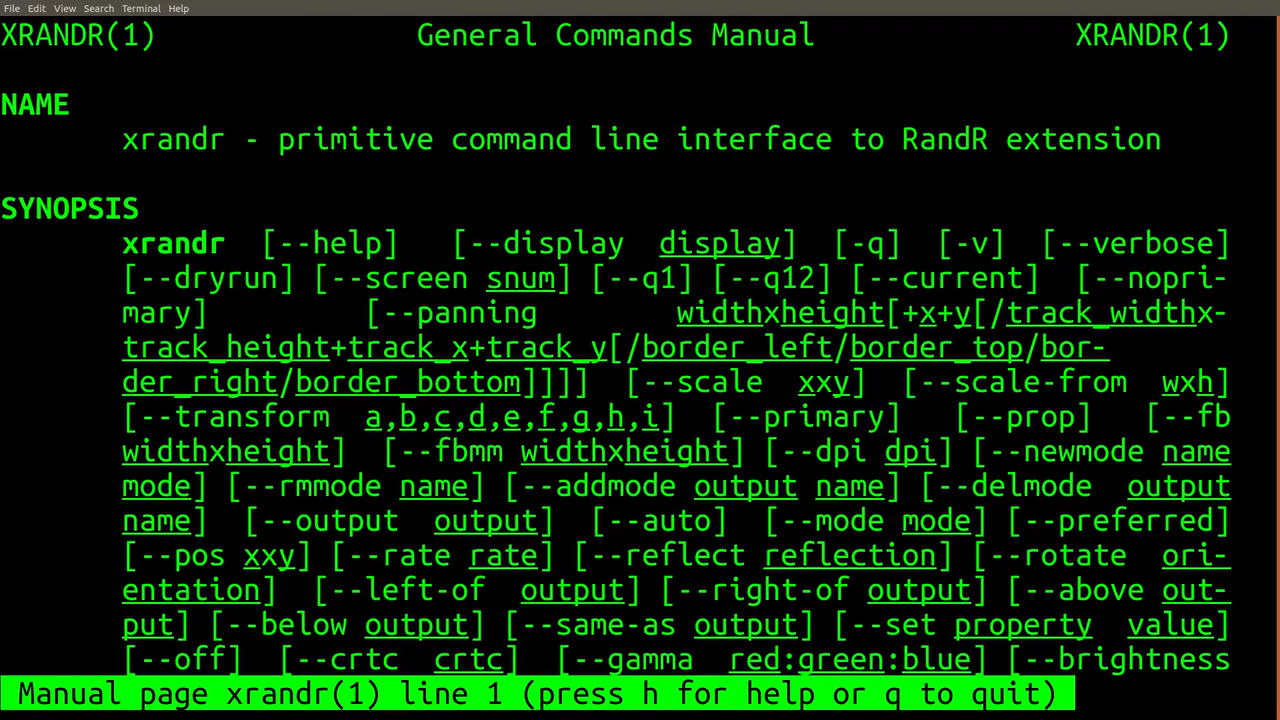 File Edit View Search Terminal Help
XRANDR(1) General Commands Manual XRANDR(1)
NAME
xrandr - primitive command line interface to RandR extension
SYNOPSIS
xrandr [--help] [--display display] [-q] [-v] [--verbose]
[--dryrun] [--screen snum] [--q1] [--q12] [--current] [--nopri-
mary] [--panning widthxheight[+x+y[/track_widthx-
track_height+track_x+track_y[/border_left/border_top/bor-
der_right/border_bottom]]]] [--scale xxy] [--scale-from wxh]
[--transform a,b,c,d,e,f,g,h,i] [--primary] [--prop] [--fb
widthxheight] [--fbmm widthxheight] [--dpi dpi] [--newmode name
mode] [--rmmode name] [--addmode output name] [--delmode output
name] [--output output] [--auto] [--mode mode] [--preferred]
[--pos xxy] [--rate rate] [--reflect reflection] [--rotate ori-
entation] [--left-of output] [--right-of output] [--above out-
put] [--below output] [--same-as output] [--set property value]
[--off] [--crtc crtc] [--gamma red:green:blue] [--brightness
Manual page xrandr(1) line 1 (press h for help or q to quit)